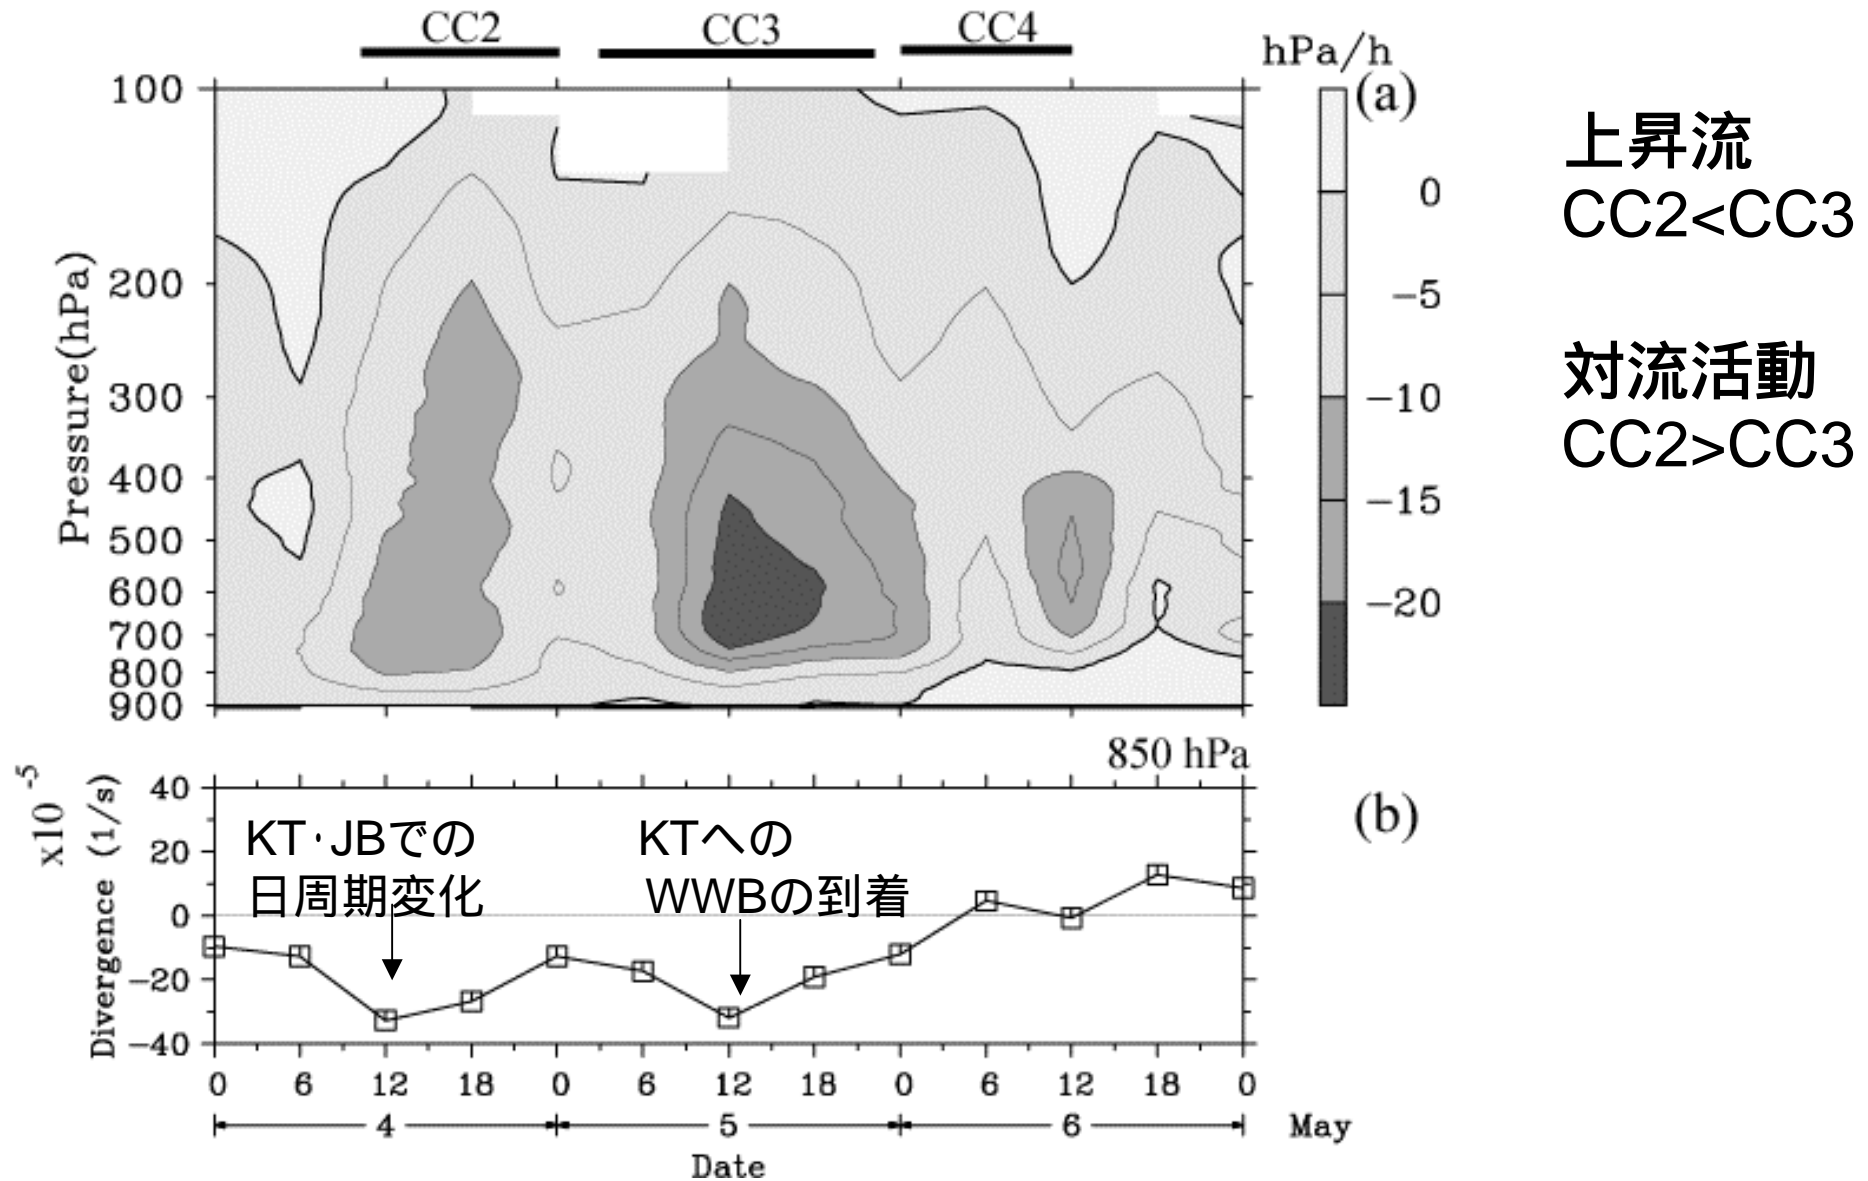 CC2 CC3 CC4
hPa/h
(a)
100
200
300
400
500
600
700
800
900
Pressure(hPa)
0
−5
−10
−15
−20
上昇流
CC2<CC3
対流活動
CC2>CC3
850 hPa
(b)
x10⁻⁵
Divergence (1/s)
40
20
0
−20
−40
KT・JBでの
日周期変化
KTへの
WWBの到着
0 6 12 18 0 6 12 18 0 6 12 18 0
4 5 6 May
Date